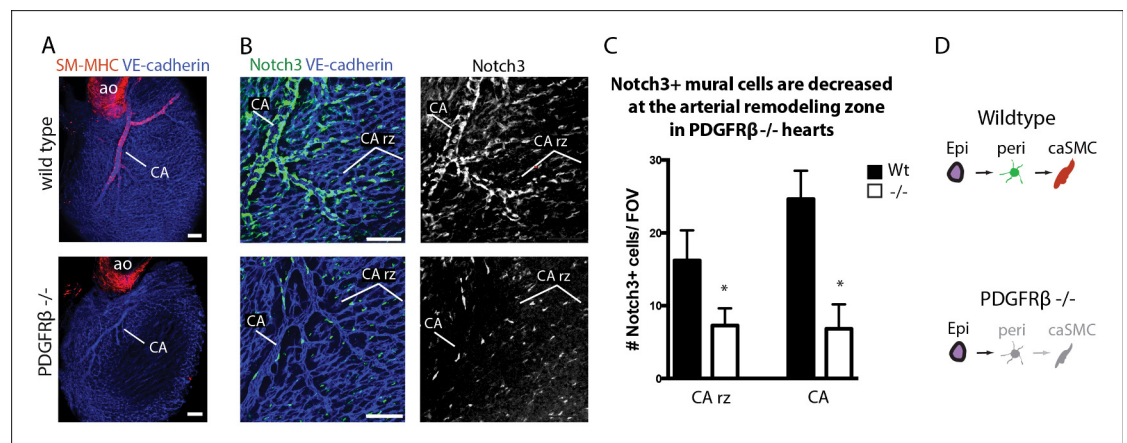 A
SM-MHC VE-cadherin
wild type
ao
CA
PDGFRβ -/-
ao
CA
B
Notch3 VE-cadherin
Notch3
CA
CA rz
CA rz
CA
CA rz
CA
CA rz
C
Notch3+ mural cells are decreased
at the arterial remodeling zone
in PDGFRβ -/- hearts
# Notch3+ cells/ FOV
30
20
10
0
Wt
-/-
*
*
CA rz
CA
D
Wildtype
Epi peri caSMC
PDGFRβ -/-
Epi peri caSMC